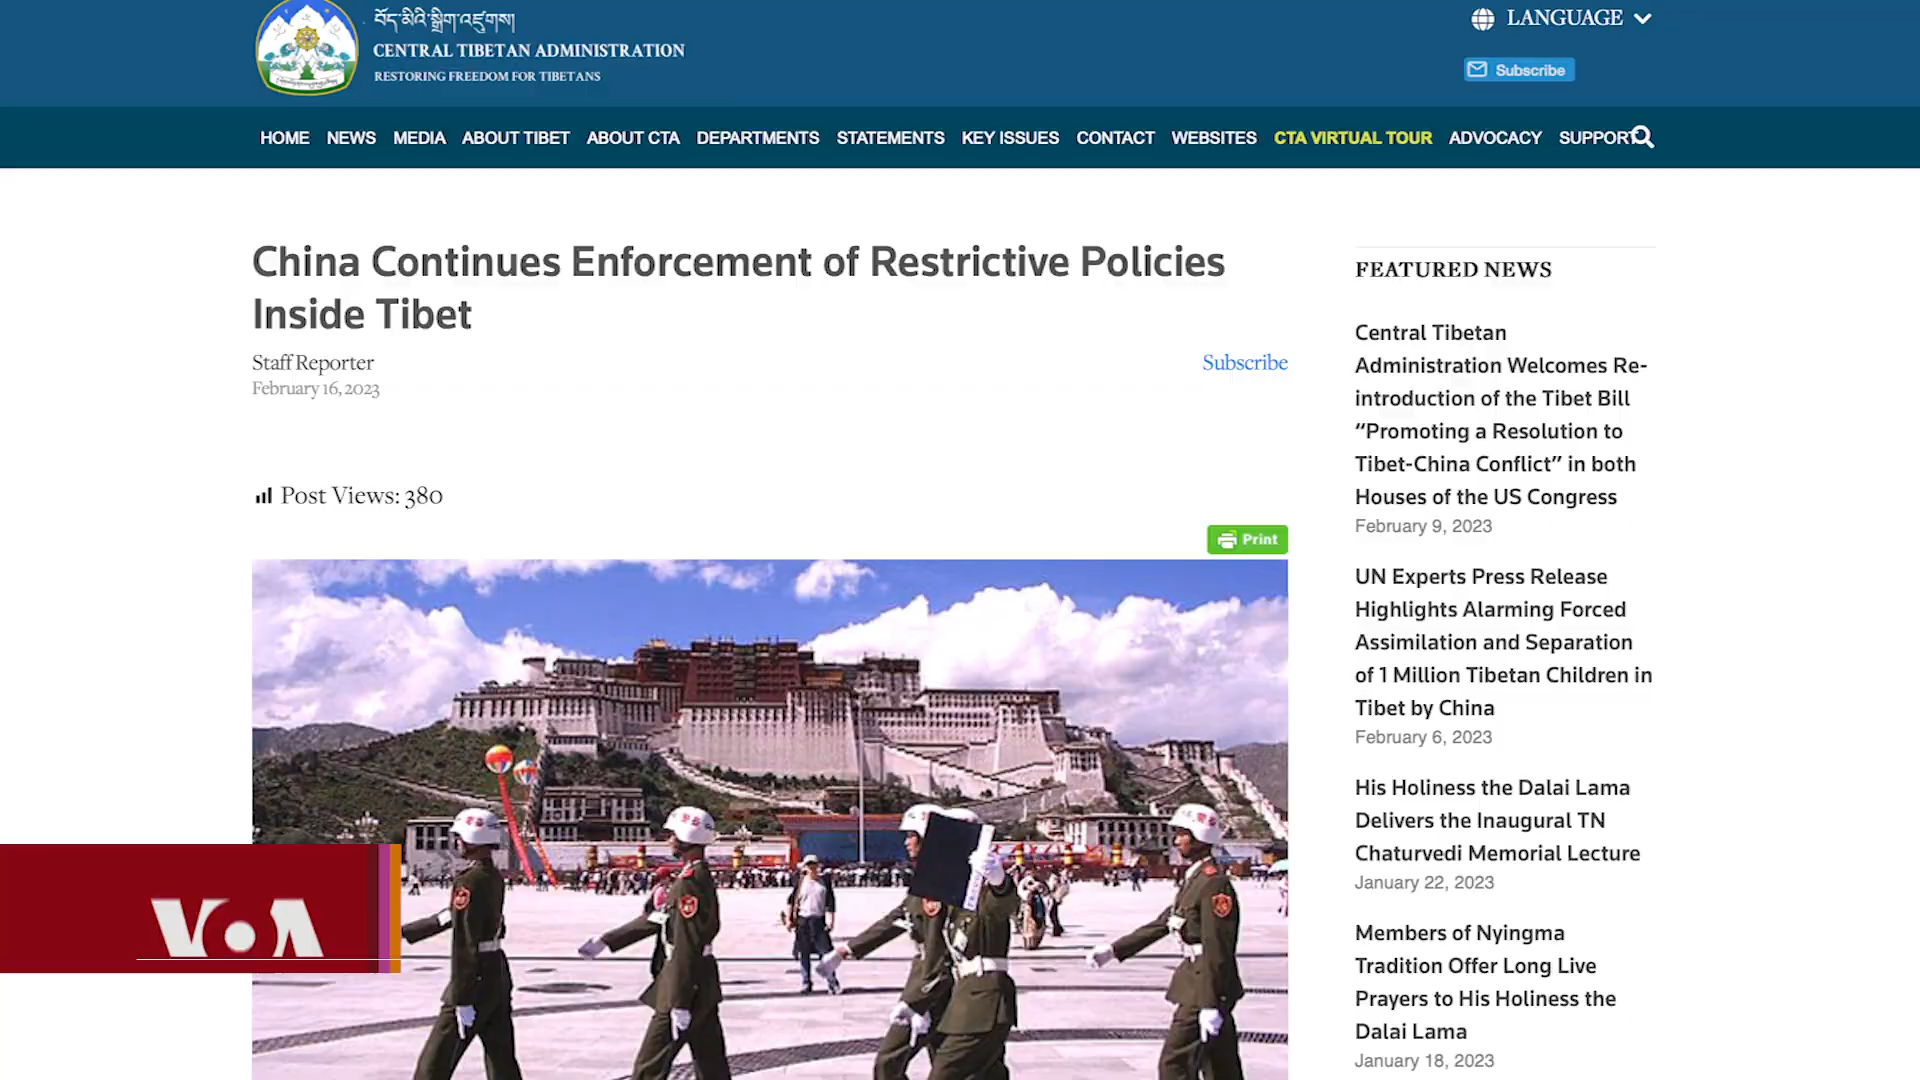 བོད་མིའི་སྒྲིག་འཛུགས།
CENTRAL TIBETAN ADMINISTRATION
RESTORING FREEDOM FOR TIBETANS
LANGUAGE
Subscribe
HOME NEWS MEDIA ABOUT TIBET ABOUT CTA DEPARTMENTS STATEMENTS KEY ISSUES CONTACT WEBSITES CTA VIRTUAL TOUR ADVOCACY SUPPORT
China Continues Enforcement of Restrictive Policies
Inside Tibet
Staff Reporter
Subscribe
February 16, 2023
Post Views: 380
Print
FEATURED NEWS
Central Tibetan
Administration Welcomes Re-
introduction of the Tibet Bill
“Promoting a Resolution to
Tibet-China Conflict” in both
Houses of the US Congress
February 9, 2023
UN Experts Press Release
Highlights Alarming Forced
Assimilation and Separation
of 1 Million Tibetan Children in
Tibet by China
February 6, 2023
His Holiness the Dalai Lama
Delivers the Inaugural TN
Chaturvedi Memorial Lecture
January 22, 2023
Members of Nyingma
Tradition Offer Long Live
Prayers to His Holiness the
Dalai Lama
January 18, 2023
VOA